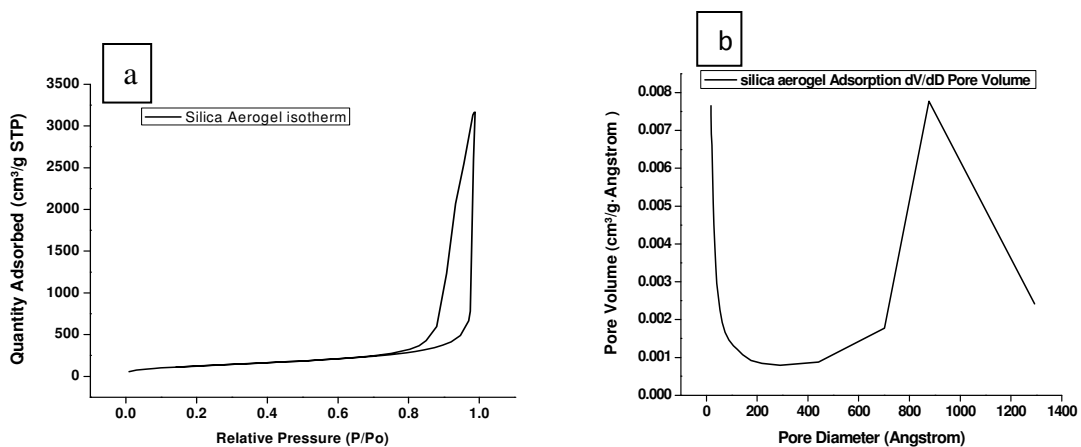 a
3500
3000
2500
2000
1500
1000
500
0
Quantity Adsorbed (cm³/g STP)
Silica Aerogel isotherm
0.0 0.2 0.4 0.6 0.8 1.0
Relative Pressure (P/Po)
b
0.008
0.007
0.006
0.005
0.004
0.003
0.002
0.001
0.000
Pore Volume (cm³/g·Angstrom)
silica aerogel Adsorption dV/dD Pore Volume
0 200 400 600 800 1000 1200 1400
Pore Diameter (Angstrom)